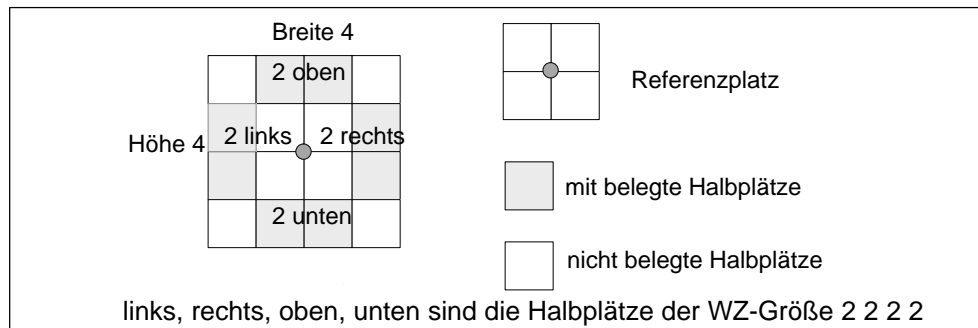 Breite 4
2 oben
Referenzplatz
Höhe 4 2 links 2 rechts
mit belegte Halbplätze
2 unten
nicht belegte Halbplätze
links, rechts, oben, unten sind die Halbplätze der WZ-Größe 2 2 2 2